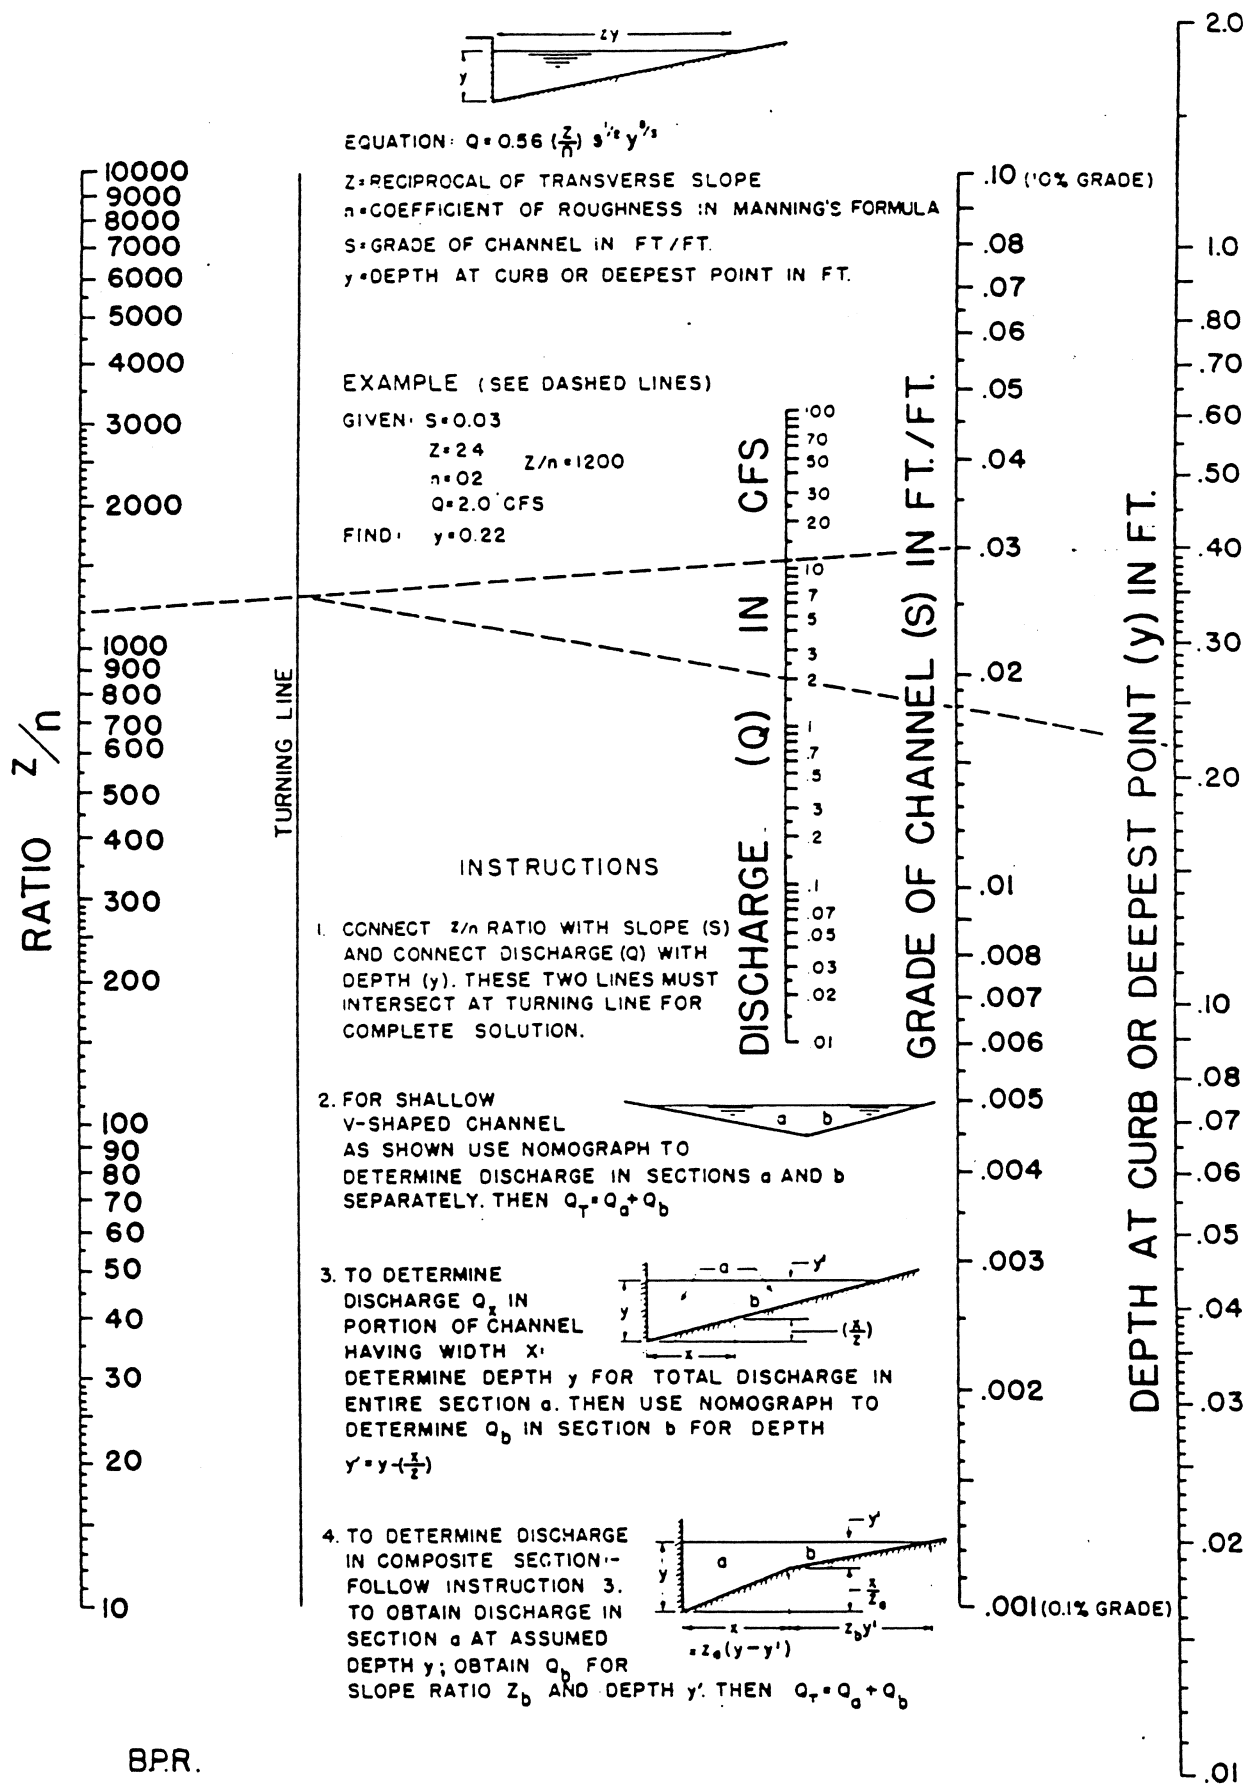 zy
y
EQUATION: Q = 0.56 (z/n) s^1/2 y^8/3
Z = RECIPROCAL OF TRANSVERSE SLOPE
n = COEFFICIENT OF ROUGHNESS IN MANNING'S FORMULA
S = GRADE OF CHANNEL IN FT/FT.
y = DEPTH AT CURB OR DEEPEST POINT IN FT.
EXAMPLE (SEE DASHED LINES)
GIVEN: S = 0.03
Z = 24
n = 02
Z/n = 1200
Q = 2.0 CFS
FIND: y = 0.22
RATIO Z/n
10000
9000
8000
7000
6000
5000
4000
3000
2000
1000
900
800
700
600
500
400
300
200
100
90
80
70
60
50
40
30
20
10
TURNING LINE
DISCHARGE (Q) IN CFS
100
70
50
30
20
10
7
5
3
2
1
.7
.5
.3
.2
.1
.07
.05
.03
.02
.01
GRADE OF CHANNEL (S) IN FT./FT.
.10 (10% GRADE)
.08
.07
.06
.05
.04
.03
.02
.01
.008
.007
.006
.005
.004
.003
.002
.001 (0.1% GRADE)
DEPTH AT CURB OR DEEPEST POINT (y) IN FT.
2.0
1.0
.80
.70
.60
.50
.40
.30
.20
.10
.08
.07
.06
.05
.04
.03
.02
.01
INSTRUCTIONS
1. CONNECT Z/n RATIO WITH SLOPE (S)
AND CONNECT DISCHARGE (Q) WITH
DEPTH (y). THESE TWO LINES MUST
INTERSECT AT TURNING LINE FOR
COMPLETE SOLUTION.
2. FOR SHALLOW
V-SHAPED CHANNEL
AS SHOWN USE NOMOGRAPH TO
DETERMINE DISCHARGE IN SECTIONS a AND b
SEPARATELY. THEN Q_T = Q_a + Q_b
a b
3. TO DETERMINE
DISCHARGE Q_x IN
PORTION OF CHANNEL
HAVING WIDTH X:
DETERMINE DEPTH y FOR TOTAL DISCHARGE IN
ENTIRE SECTION a. THEN USE NOMOGRAPH TO
DETERMINE Q_b IN SECTION b FOR DEPTH
y' = y - (x/z)
a
y'
b
y
(x/z)
x
4. TO DETERMINE DISCHARGE
IN COMPOSITE SECTION:-
FOLLOW INSTRUCTION 3.
TO OBTAIN DISCHARGE IN
SECTION a AT ASSUMED
DEPTH y; OBTAIN Q_b FOR
SLOPE RATIO Z_b AND DEPTH y'. THEN Q_T = Q_a + Q_b
y'
a
b
y
x/z_a
x
z_b y'
= z_a (y - y')
B.P.R.